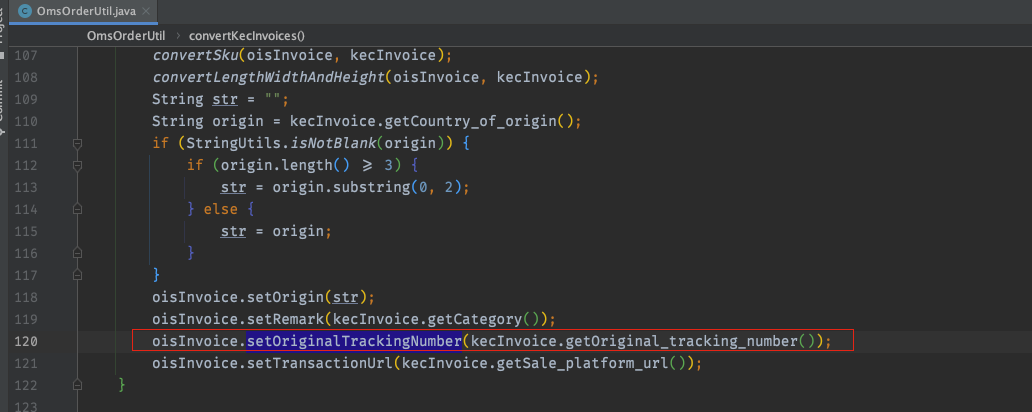 OmsOrderUtil.java
OmsOrderUtil › convertKecInvoices()
107 convertSku(oisInvoice, kecInvoice);
108 convertLengthWidthAndHeight(oisInvoice, kecInvoice);
109 String str = "";
110 String origin = kecInvoice.getCountry_of_origin();
111 if (StringUtils.isNotBlank(origin)) {
112 if (origin.length() >= 3) {
113 str = origin.substring(0, 2);
114 } else {
115 str = origin;
116 }
117 }
118 oisInvoice.setOrigin(str);
119 oisInvoice.setRemark(kecInvoice.getCategory());
120 oisInvoice.setOriginalTrackingNumber(kecInvoice.getOriginal_tracking_number());
121 oisInvoice.setTransactionUrl(kecInvoice.getSale_platform_url());
122 }
123